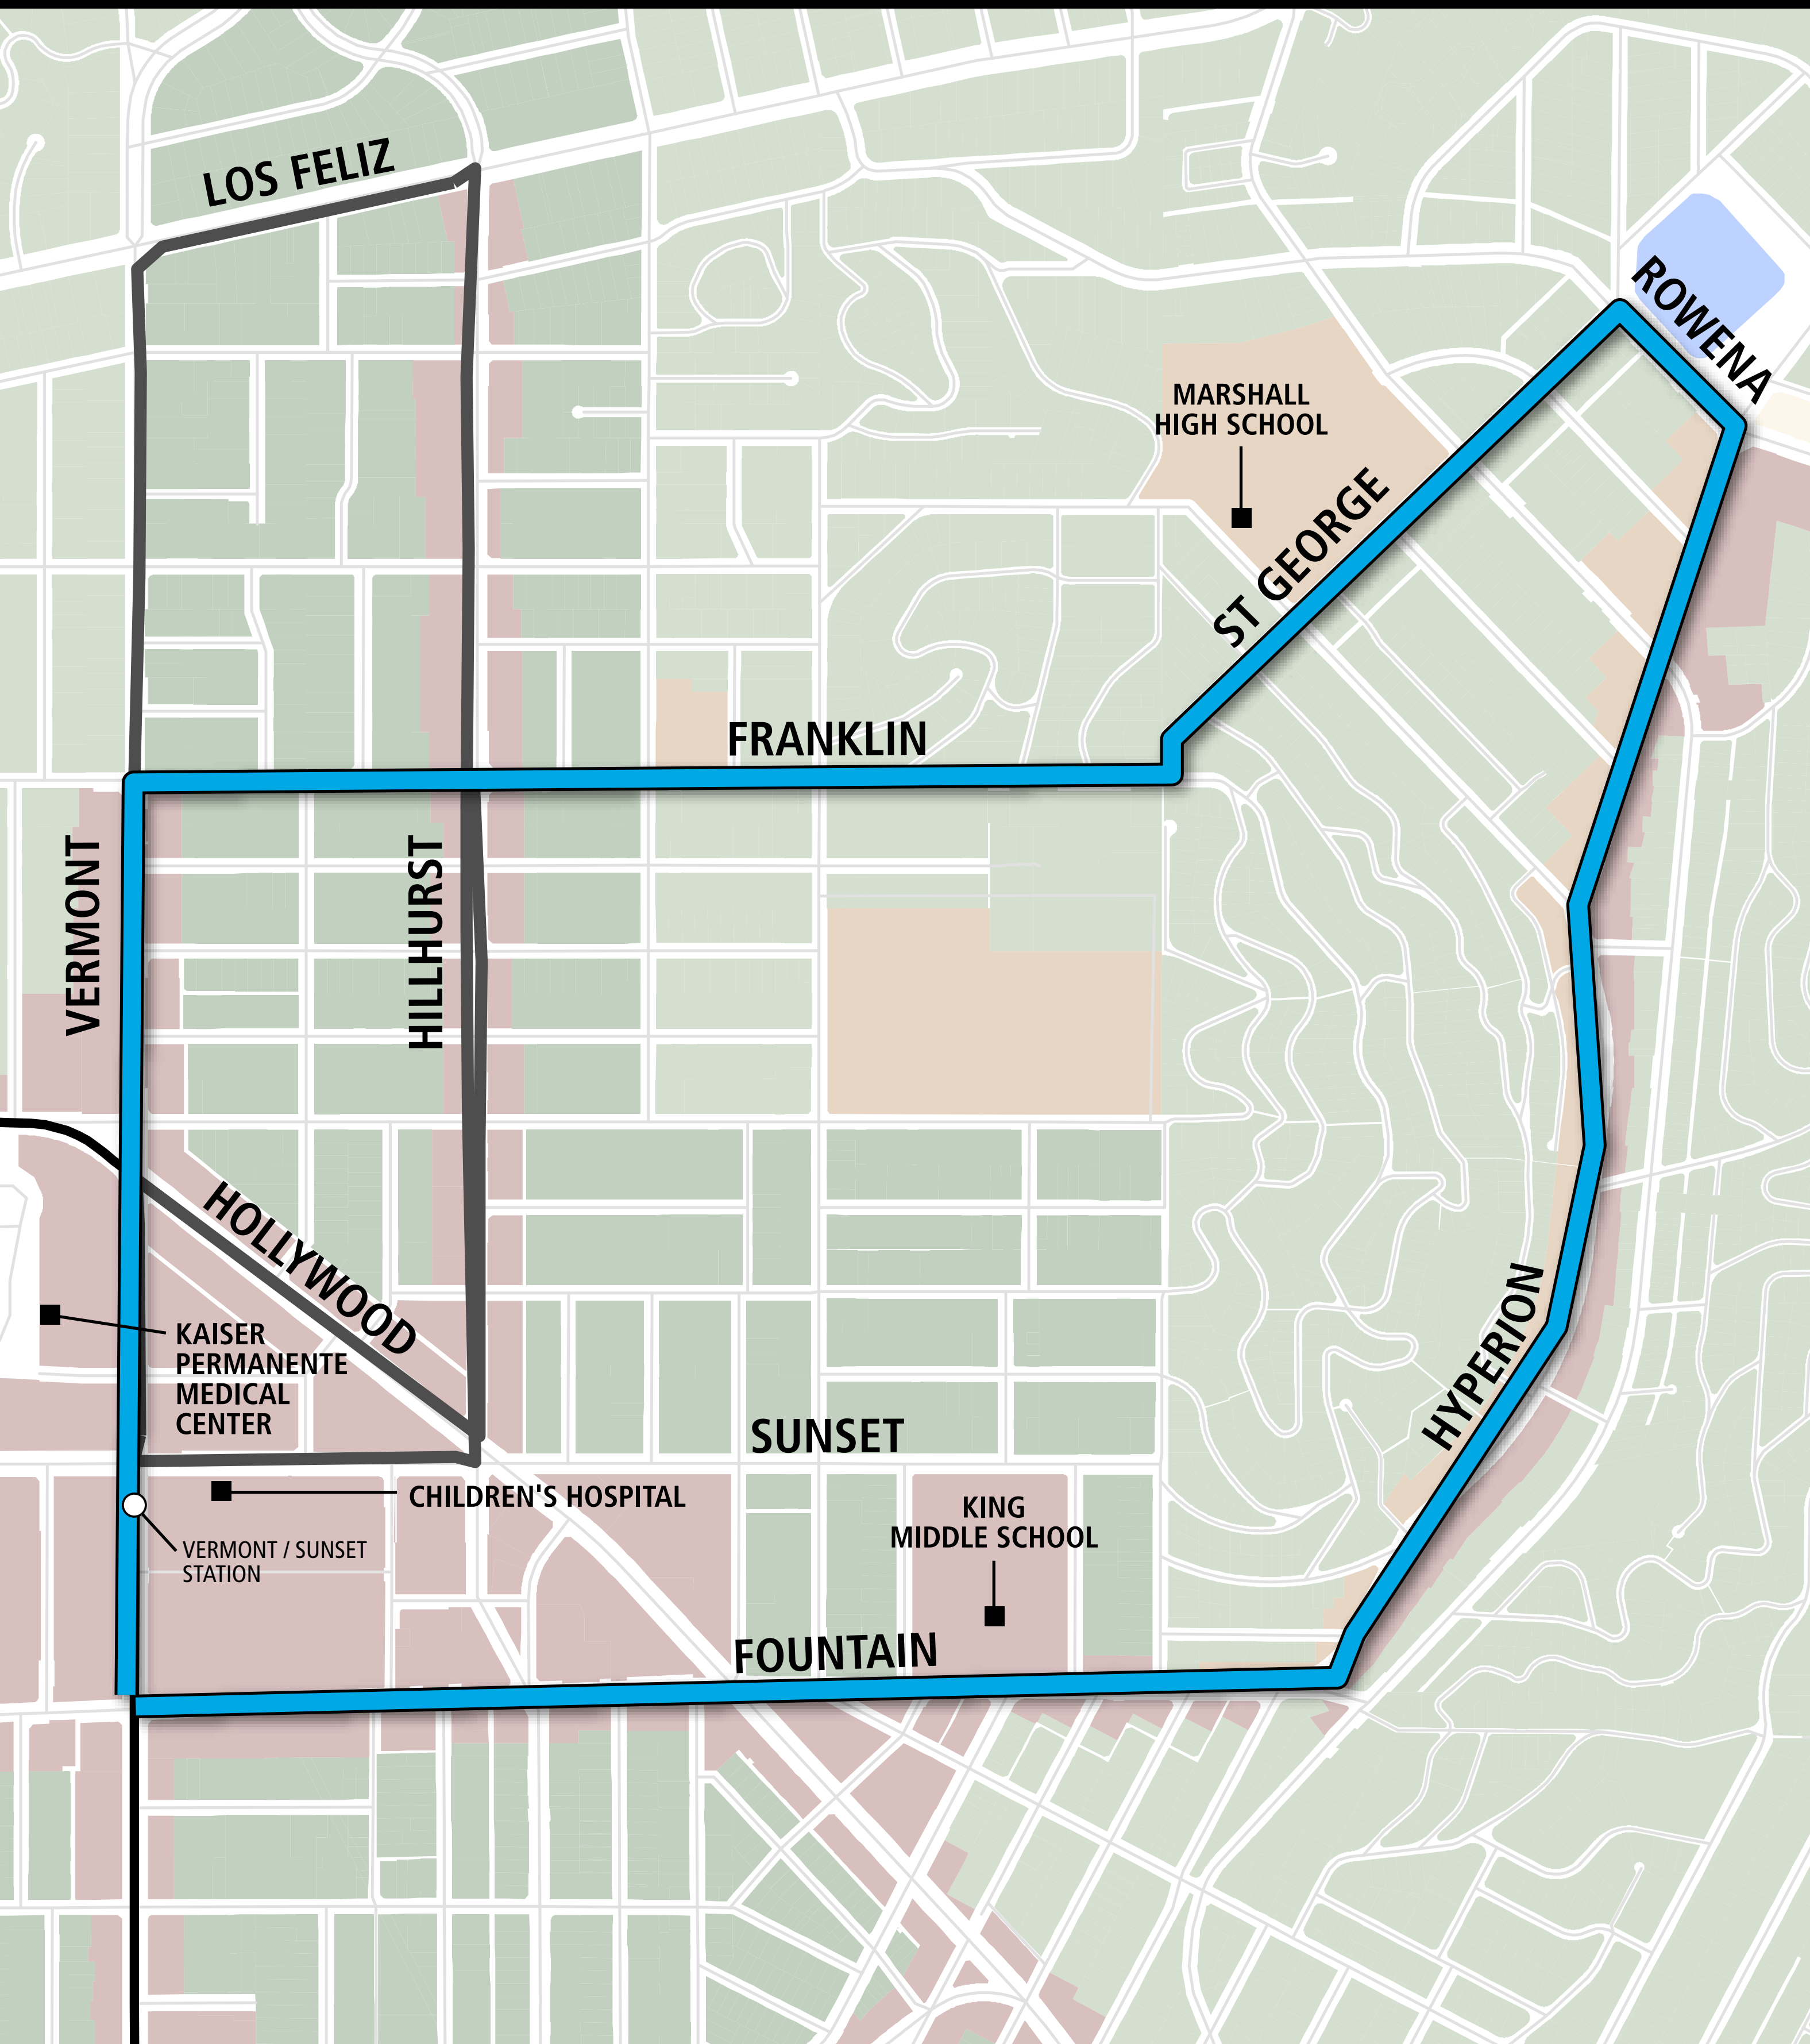 LOS FELIZ
ROWENA
MARSHALL
HIGH SCHOOL
ST GEORGE
FRANKLIN
VERMONT
HILLHURST
HOLLYWOOD
HYPERION
KAISER
PERMANENTE
MEDICAL
CENTER
SUNSET
CHILDREN'S HOSPITAL
KING
MIDDLE SCHOOL
VERMONT / SUNSET
STATION
FOUNTAIN